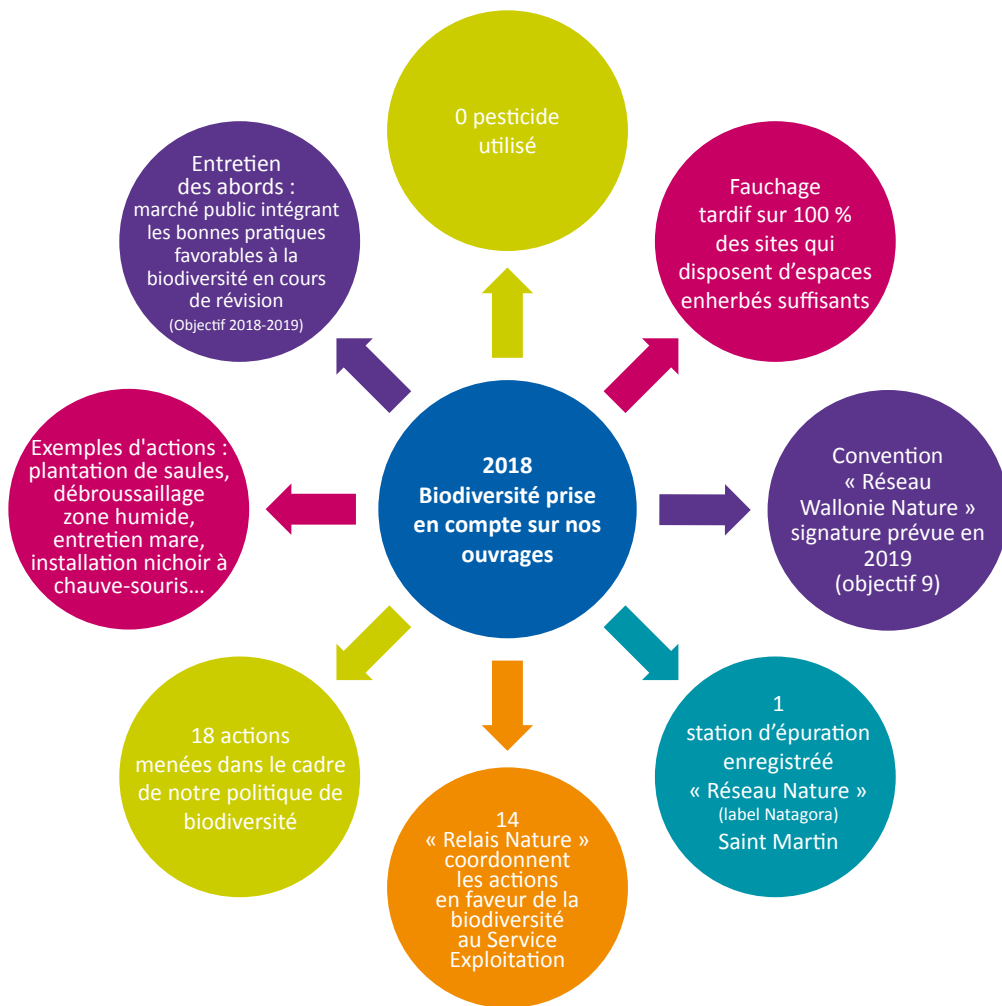 0 pesticide
utilisé
Fauchage
tardif sur 100 %
des sites qui
disposent d’espaces
enherbés suffisants
Convention
« Réseau
Wallonie Nature »
signature prévue en
2019
(objectif 9)
1
station d’épuration
enregistréé
« Réseau Nature »
(label Natagora)
Saint Martin
14
« Relais Nature »
coordonnent
les actions
en faveur de la
biodiversité
au Service
Exploitation
18 actions
menées dans le cadre
de notre politique de
biodiversité
Exemples d'actions :
plantation de saules,
débroussaillage
zone humide,
entretien mare,
installation nichoir à
chauve-souris…
Entretien
des abords :
marché public intégrant
les bonnes pratiques
favorables à la
biodiversité en cours
de révision
(Objectif 2018-2019)
2018
Biodiversité prise
en compte sur nos
ouvrages